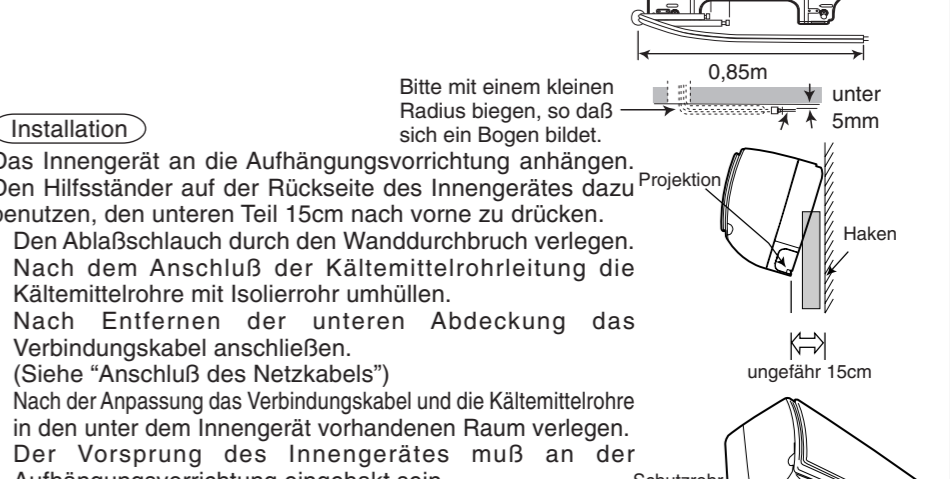 0,85m
Bitte mit einem kleinen
Radius biegen, so daß
sich ein Bogen bildet.
unter
5mm
Installation
Das Innengerät an die Aufhängungsvorrichtung anhängen.
Den Hilfsständer auf der Rückseite des Innengerätes dazu
benutzen, den unteren Teil 15cm nach vorne zu drücken.
Projektion
Haken
Den Ablaßschlauch durch den Wanddurchbruch verlegen.
Nach dem Anschluß der Kältemittelrohrleitung die
Kältemittelrohre mit Isolierrohr umhüllen.
Nach Entfernen der unteren Abdeckung das
Verbindungskabel anschließen.
(Siehe “Anschluß des Netzkabels”)
ungefähr 15cm
Nach der Anpassung das Verbindungskabel und die Kältemittelrohre
in den unter dem Innengerät vorhandenen Raum verlegen.
Der Vorsprung des Innengerätes muß an der
Aufhängungsvorrichtung eingehakt sein.
Schutzrohr